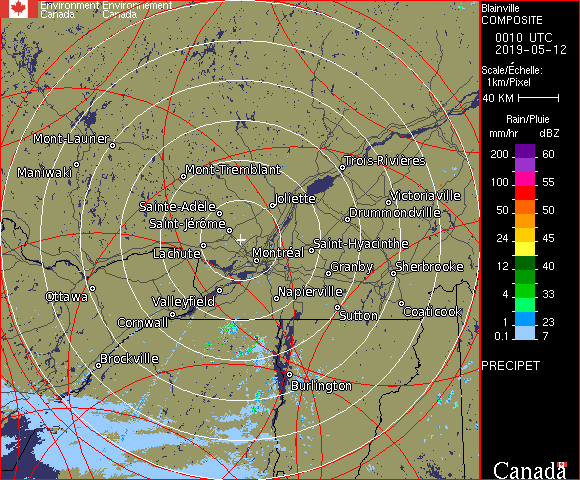 Environment Environnement
Canada Canada
Blainville
COMPOSITE
0010 UTC
2019-05-12
Scale/Échelle:
1km/Pixel
40 KM
Rain/Pluie
mm/hr dBZ
200 60
100 55
50 50
24 45
12 40
4 33
1 23
0.1 7
PRECIPET
Canada
Mont-Laurier
Maniwaki
Mont-Tremblant
Trois-Rivières
Joliette
Victoriaville
Sainte-Adèle
Drummondville
Saint-Jérôme
Lachute
Montréal
Saint-Hyacinthe
Granby
Sherbrooke
Ottawa
Valleyfield
Napierville
Cornwall
Sutton
Coaticook
Brockville
Burlington